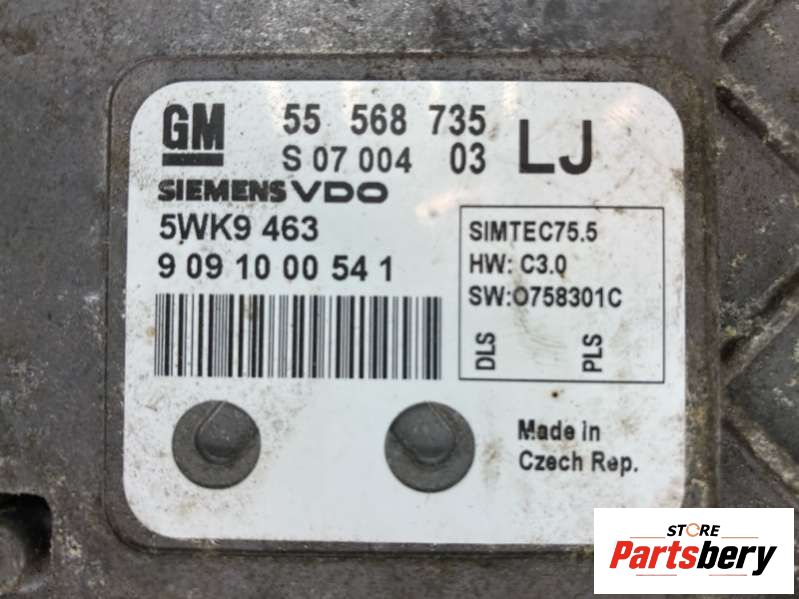 GM 55 568 735 LJ
S 07 004 03
SIEMENS VDO
5WK9 463
9 09 10 00 54 1
SIMTEC75.5
HW: C3.0
SW:O758301C
DLS PLS
Made in
Czech Rep.
STORE
Partsbery